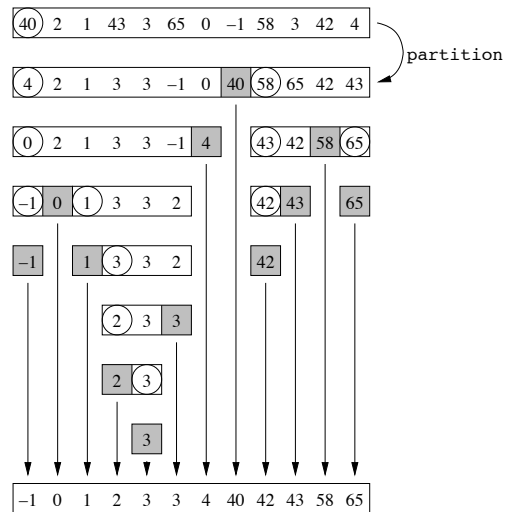 40 2 1 43 3 65 0 −1 58 3 42 4
partition
4 2 1 3 3 −1 0 40 58 65 42 43
0 2 1 3 3 −1 4 43 42 58 65
−1 0 1 3 3 2 42 43 65
−1 1 3 3 2 42
2 3 3
2 3
3
−1 0 1 2 3 3 4 40 42 43 58 65